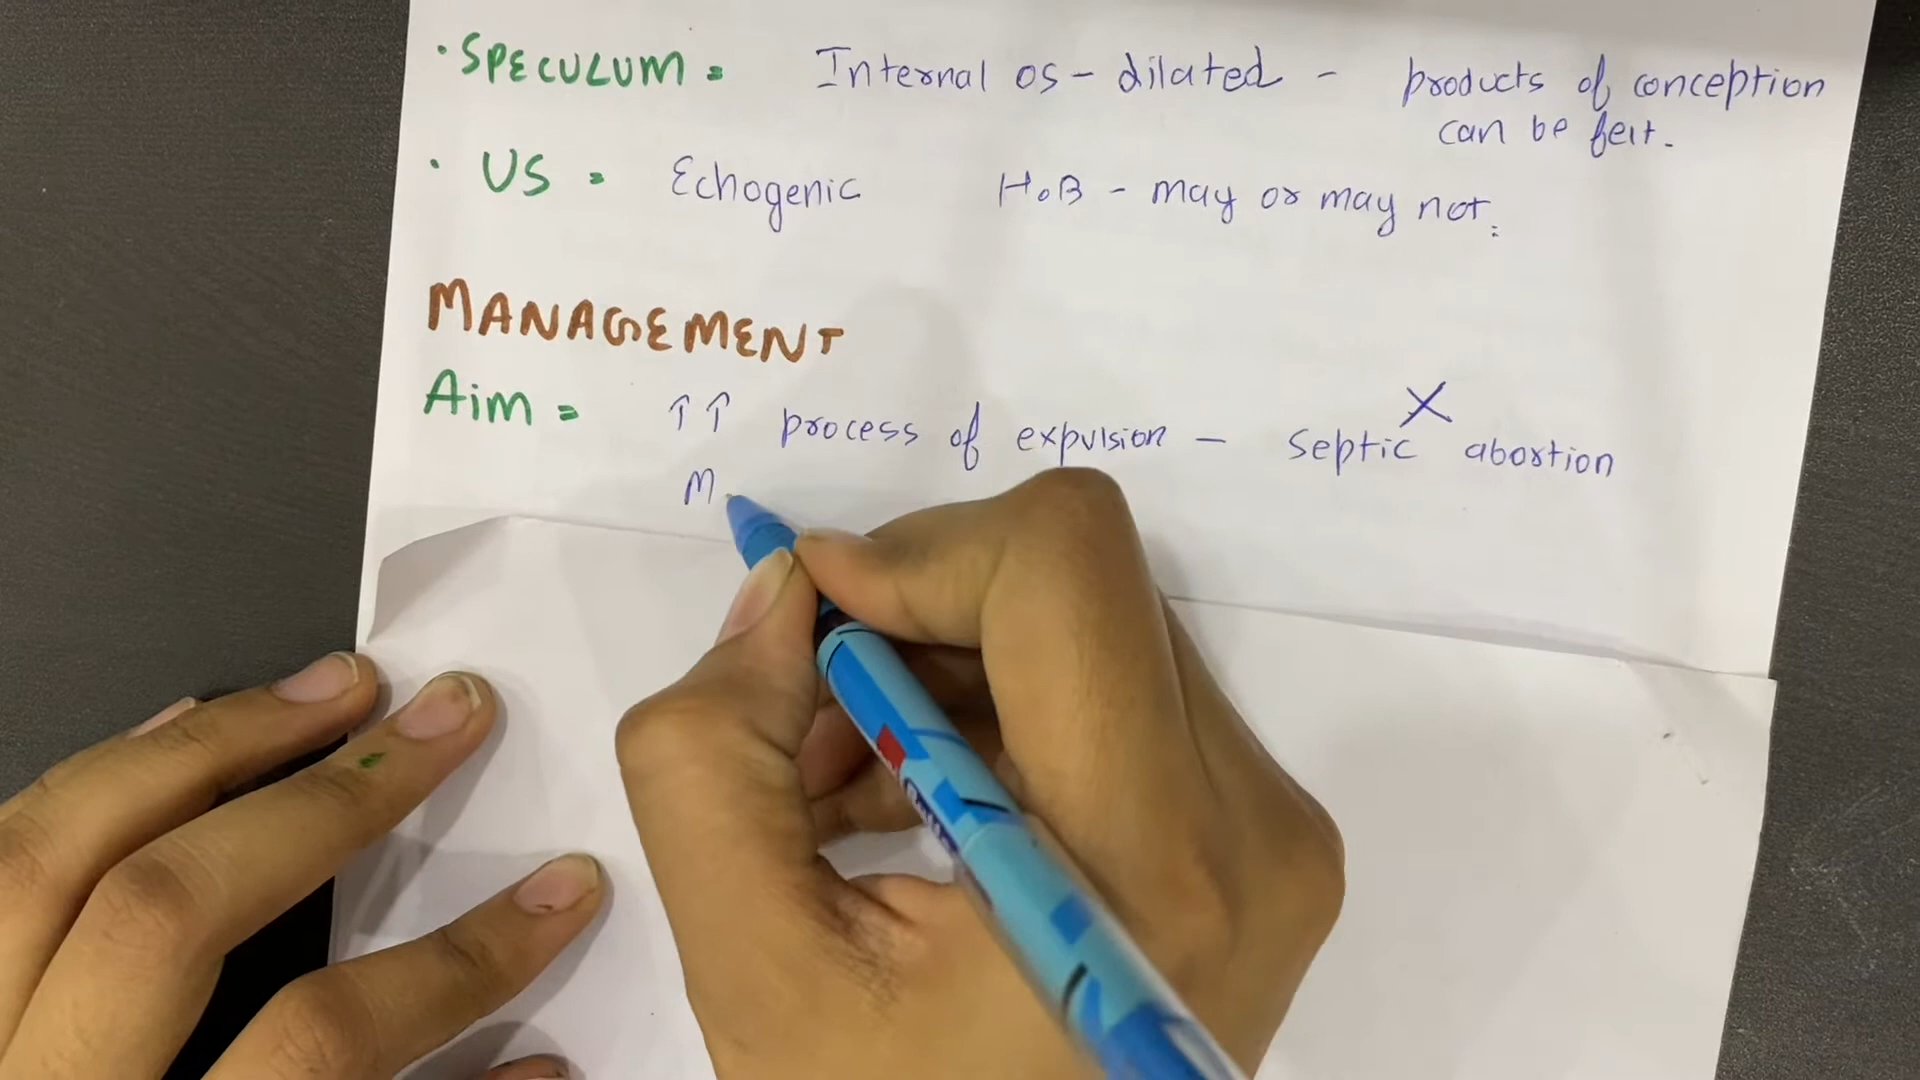 · SPECULUM = Internal os - dilated - products of conception
can be felt.
· US = Echogenic H.B - may or may not.
MANAGEMENT
Aim = ↑↑ process of expulsion - septic abortion
X
M